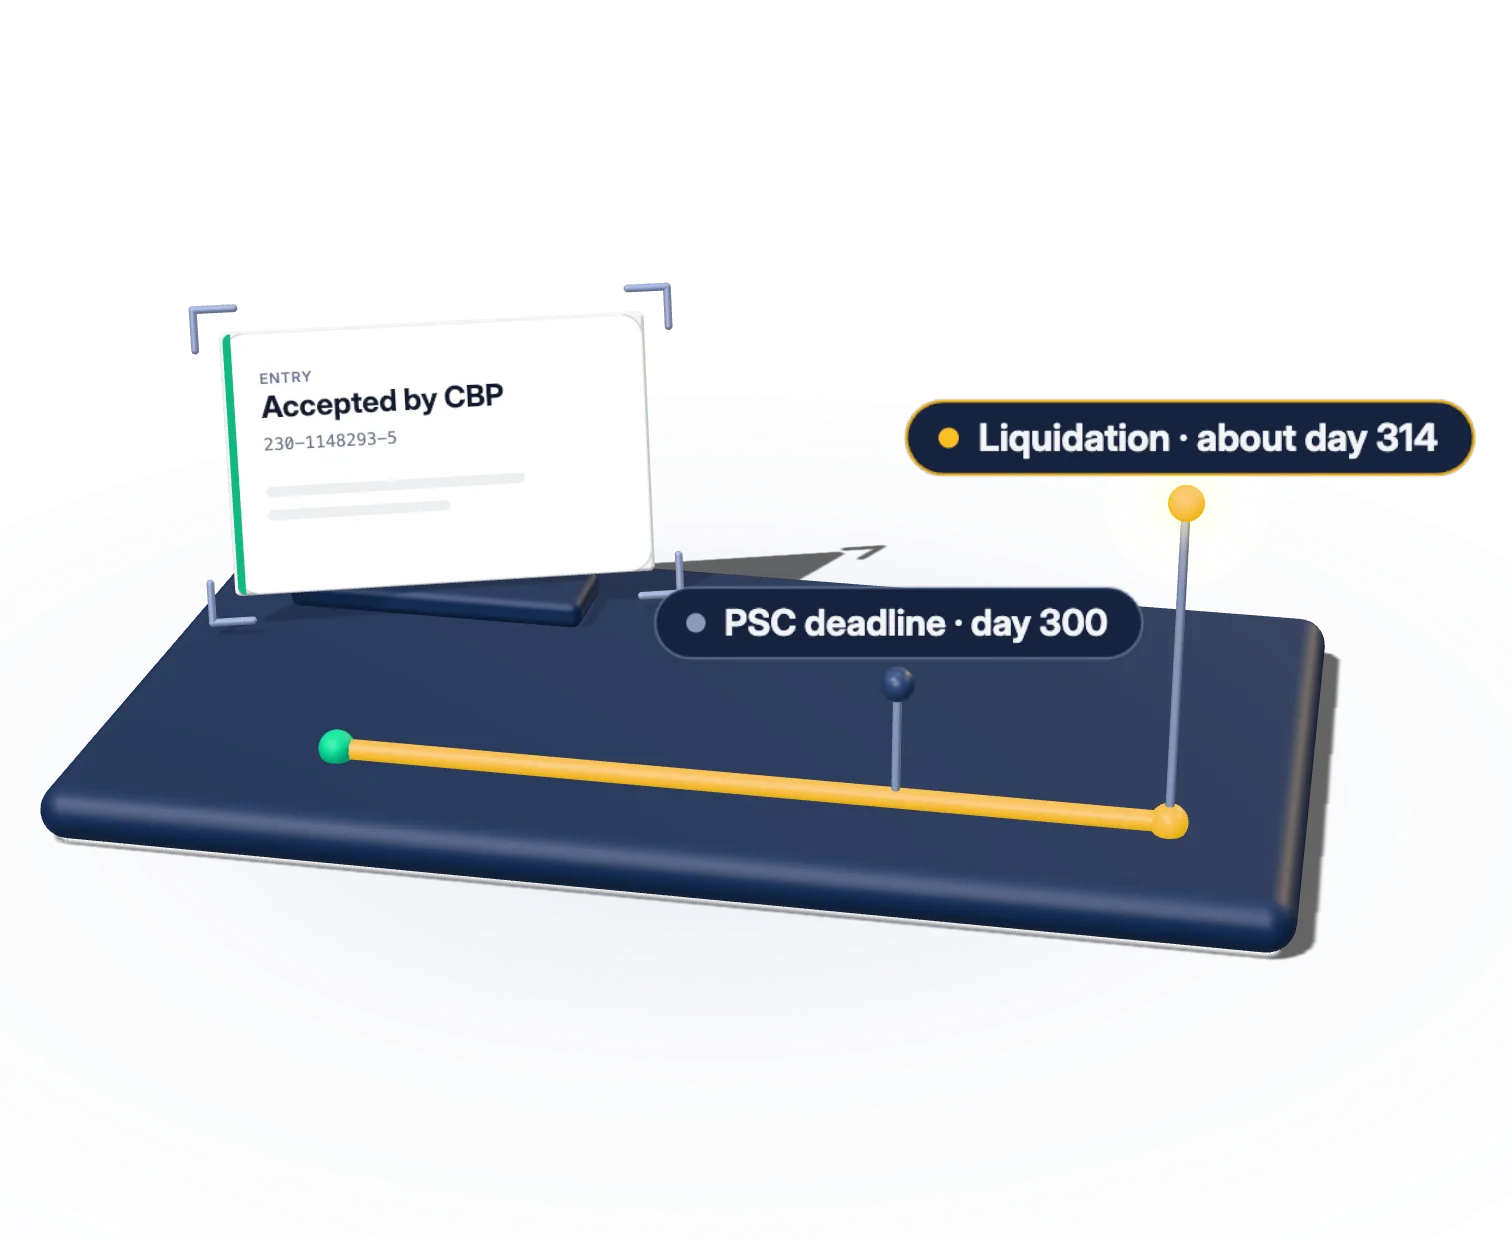 ENTRY
Accepted by CBP
230-1148293-5
Liquidation · about day 314
PSC deadline · day 300